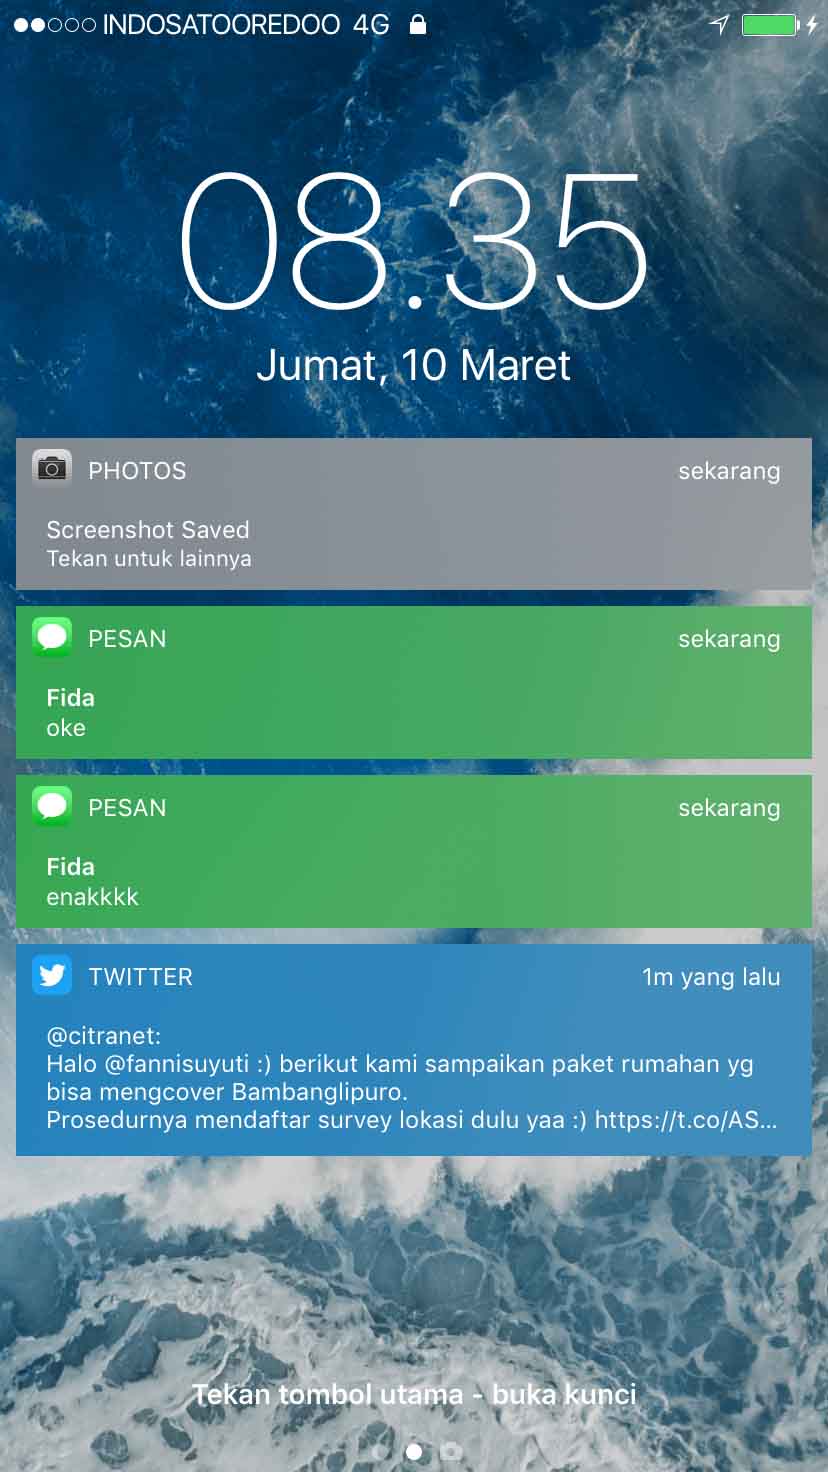 INDOSATOOREDOO 4G
08.35
Jumat, 10 Maret
PHOTOS sekarang
Screenshot Saved
Tekan untuk lainnya
PESAN sekarang
Fida
oke
PESAN sekarang
Fida
enakkkk
TWITTER 1m yang lalu
@citranet:
Halo @fannisuyuti :) berikut kami sampaikan paket rumahan yg
bisa mengcover Bambanglipuro.
Prosedurnya mendaftar survey lokasi dulu yaa :) https://t.co/AS...
Tekan tombol utama - buka kunci